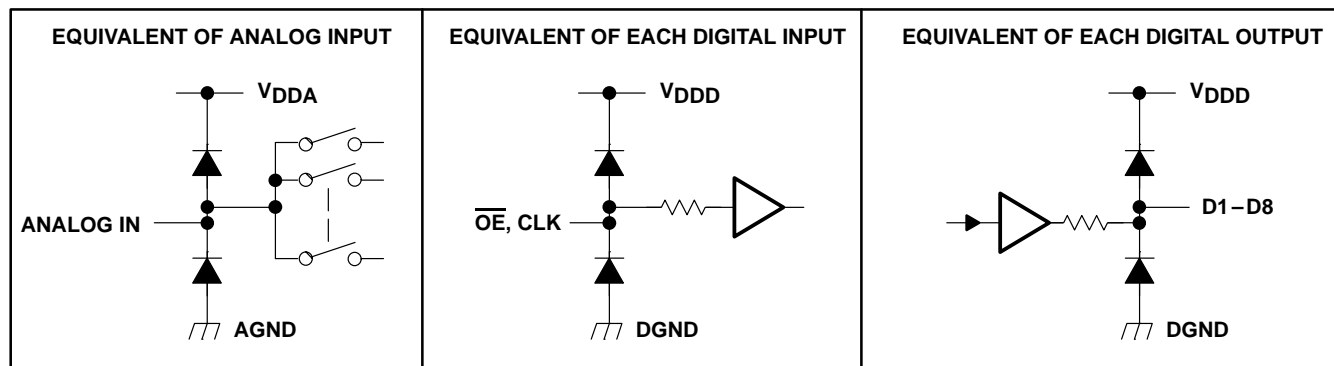 EQUIVALENT OF ANALOG INPUT
VDDA
ANALOG IN
AGND
EQUIVALENT OF EACH DIGITAL INPUT
VDDD
O̅E̅, CLK
DGND
EQUIVALENT OF EACH DIGITAL OUTPUT
VDDD
D1–D8
DGND